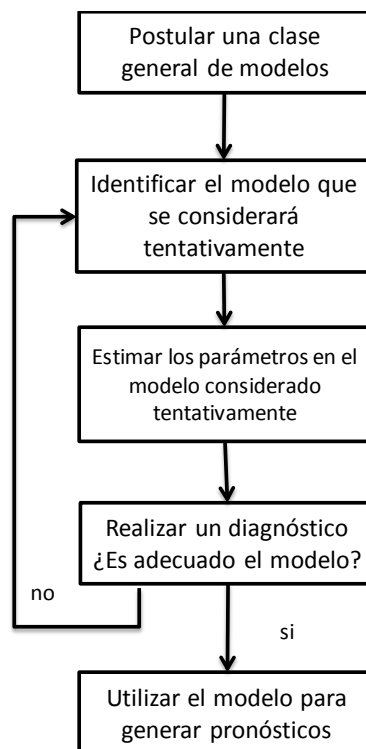 Postular una clase
general de modelos
Identificar el modelo que
se considerará
tentativamente
Estimar los parámetros en el
modelo considerado
tentativamente
Realizar un diagnóstico
¿Es adecuado el modelo?
no
si
Utilizar el modelo para
generar pronósticos